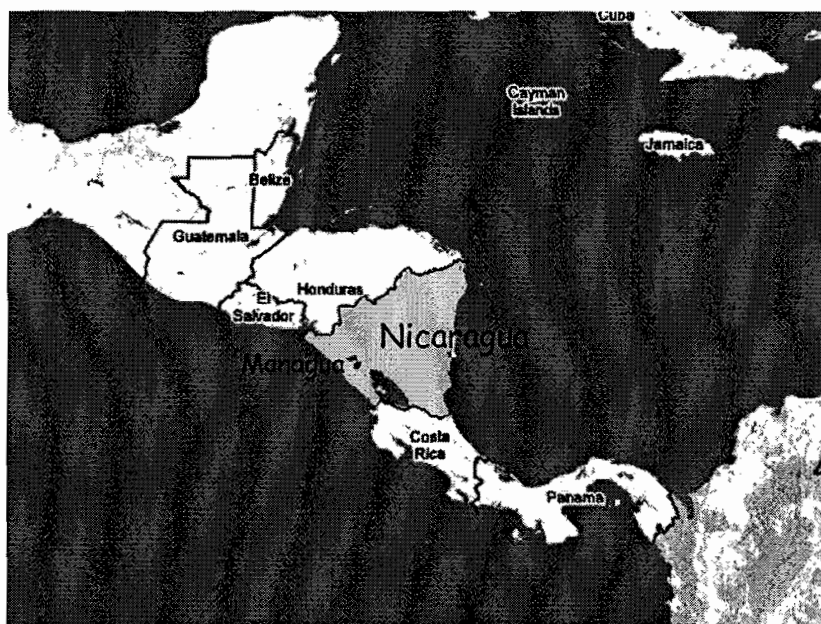 Cuba
Cayman
Islands
Jamaica
Belize
Guatemala
Honduras
El
Salvador
Nicaragua
Managua
Costa
Rica
Panama